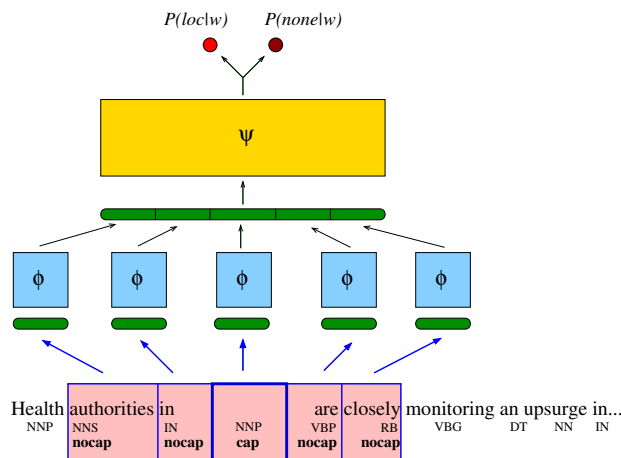 P(loc|w) P(none|w)
ψ
ϕ ϕ ϕ ϕ ϕ
Health authorities in are closely monitoring an upsurge in...
NNP NNS IN NNP VBP RB VBG DT NN IN
nocap nocap cap nocap nocap